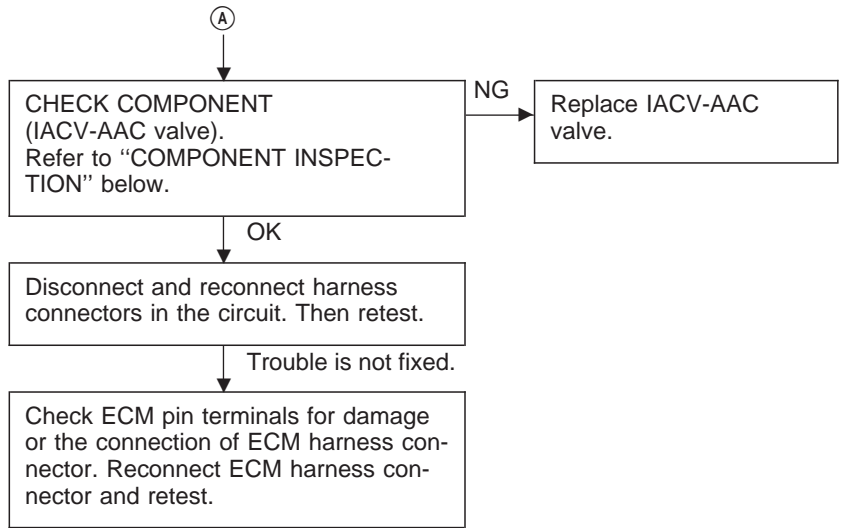 Ⓐ
CHECK COMPONENT
(IACV-AAC valve).
Refer to ‘‘COMPONENT INSPEC-
TION’’ below.
NG
Replace IACV-AAC
valve.
OK
Disconnect and reconnect harness
connectors in the circuit. Then retest.
Trouble is not fixed.
Check ECM pin terminals for damage
or the connection of ECM harness con-
nector. Reconnect ECM harness con-
nector and retest.